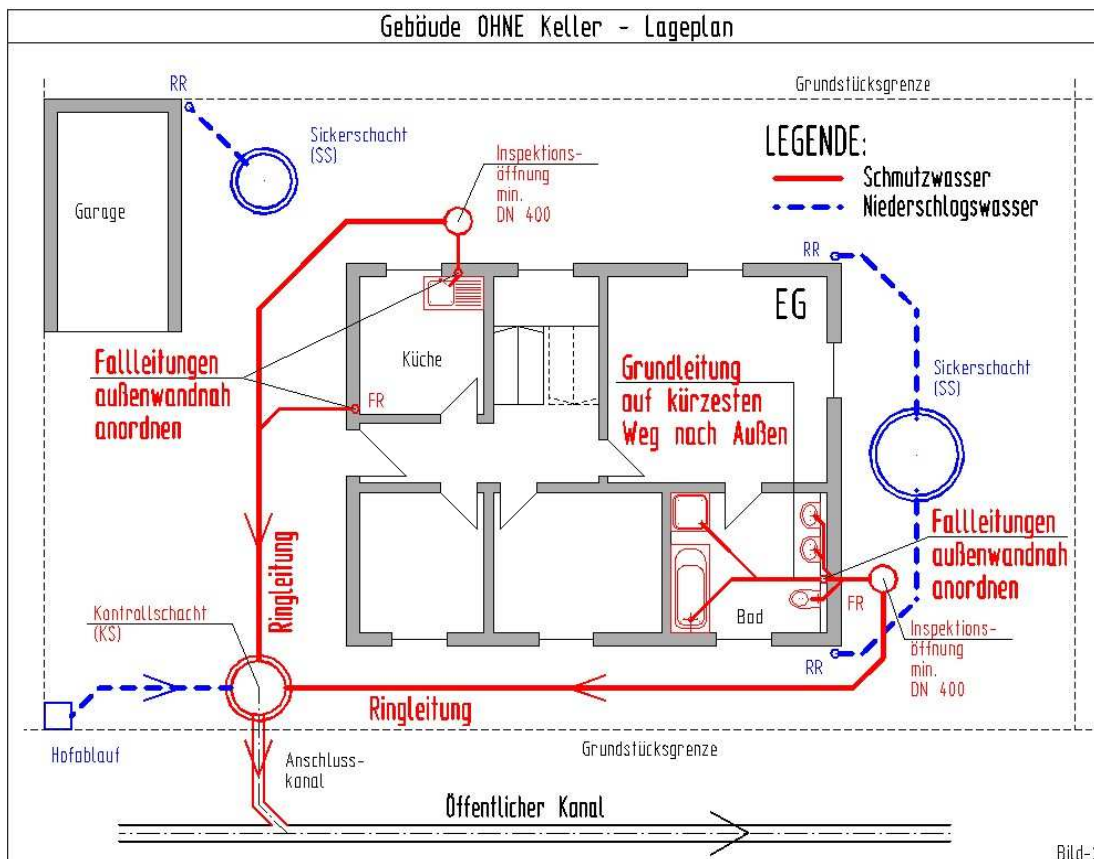 Gebäude OHNE Keller - Lageplan
RR
Grundstücksgrenze
Sickerschacht
(SS)
Inspektions-
öffnung
min.
DN 400
LEGENDE:
Schmutzwasser
Niederschlagswasser
Garage
RR
EG
Küche
Fallleitungen
außenwandnah
anordnen
FR
Grundleitung
auf kürzesten
Weg nach Außen
Sickerschacht
(SS)
Fallleitungen
außenwandnah
anordnen
Ringleitung
Kontrallschacht
(KS)
Bad
FR
Inspektions-
öffnung
min.
DN 400
RR
Ringleitung
Hofablauf
Anschluss-
kanal
Grundstücksgrenze
Öffentlicher Kanal